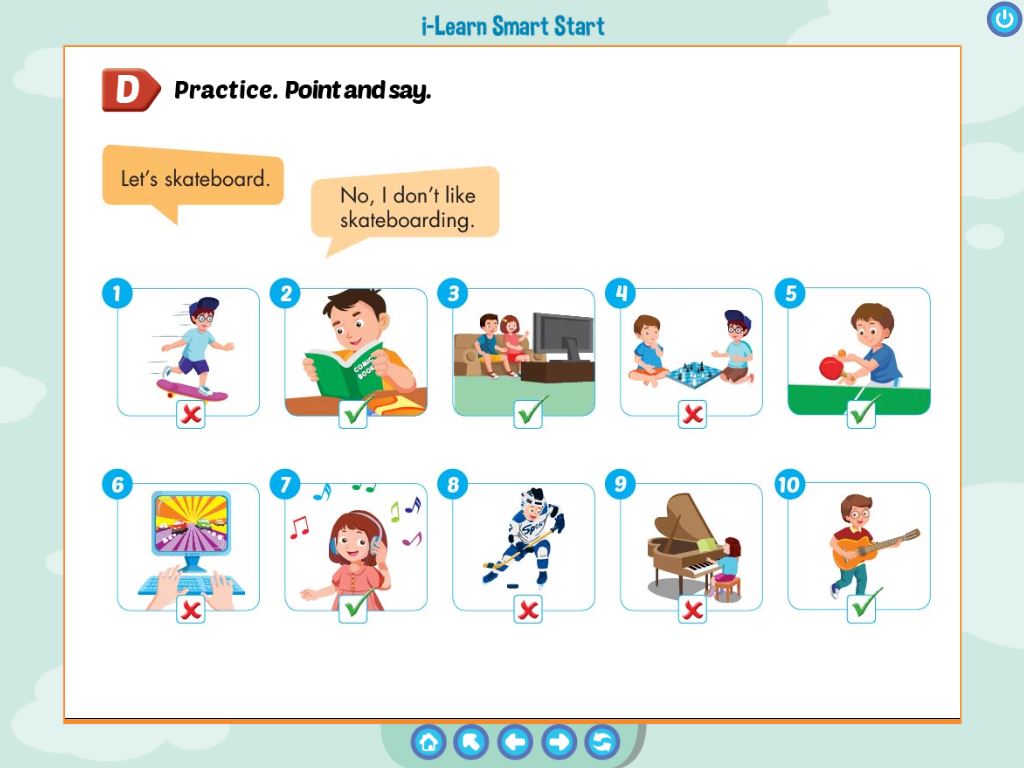 i-Learn Smart Start
D Practice. Point and say.
Let's skateboard.
No, I don't like
skateboarding.
1 2 3 4 5
COMIC
BOOK
6 7 8 9 10